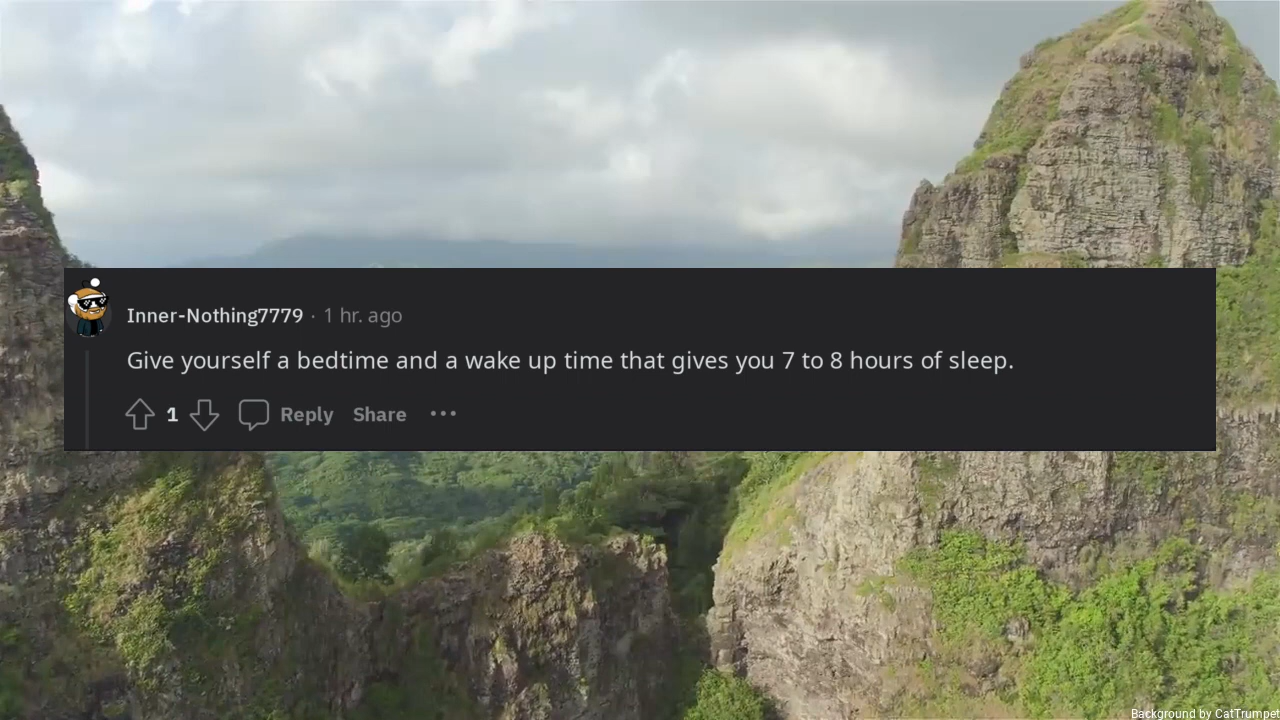 Inner-Nothing7779 · 1 hr. ago
Give yourself a bedtime and a wake up time that gives you 7 to 8 hours of sleep.
1 Reply Share ···
Background by CatTrumpet